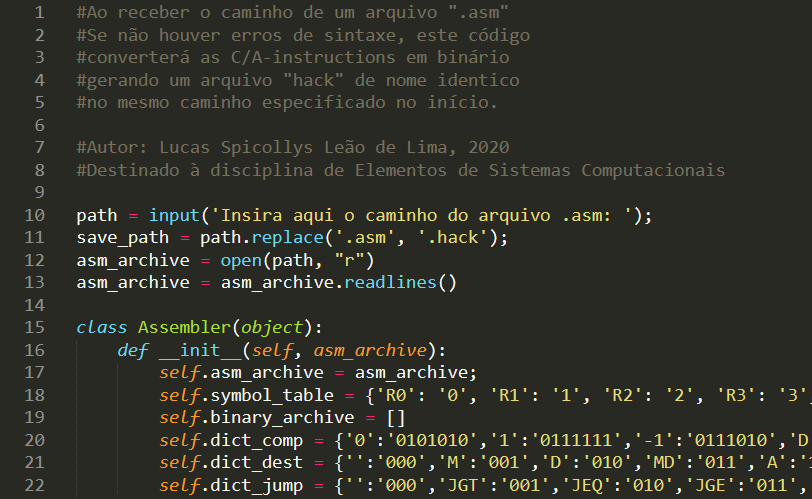 1 #Ao receber o caminho de um arquivo ".asm"
2 #Se não houver erros de sintaxe, este código
3 #converterá as C/A-instructions em binário
4 #gerando um arquivo "hack" de nome identico
5 #no mesmo caminho especificado no início.
6
7 #Autor: Lucas Spicollys Leão de Lima, 2020
8 #Destinado à disciplina de Elementos de Sistemas Computacionais
9
10 path = input('Insira aqui o caminho do arquivo .asm: ');
11 save_path = path.replace('.asm', '.hack');
12 asm_archive = open(path, "r")
13 asm_archive = asm_archive.readlines()
14
15 class Assembler(object):
16     def __init__(self, asm_archive):
17         self.asm_archive = asm_archive;
18         self.symbol_table = {'R0': '0', 'R1': '1', 'R2': '2', 'R3': '3',
19         self.binary_archive = []
20         self.dict_comp = {'0':'0101010','1':'0111111','-1':'0111010','D
21         self.dict_dest = {'':'000','M':'001','D':'010','MD':'011','A':'1
22         self.dict_jump = {'':'000','JGT':'001','JEQ':'010','JGE':'011',